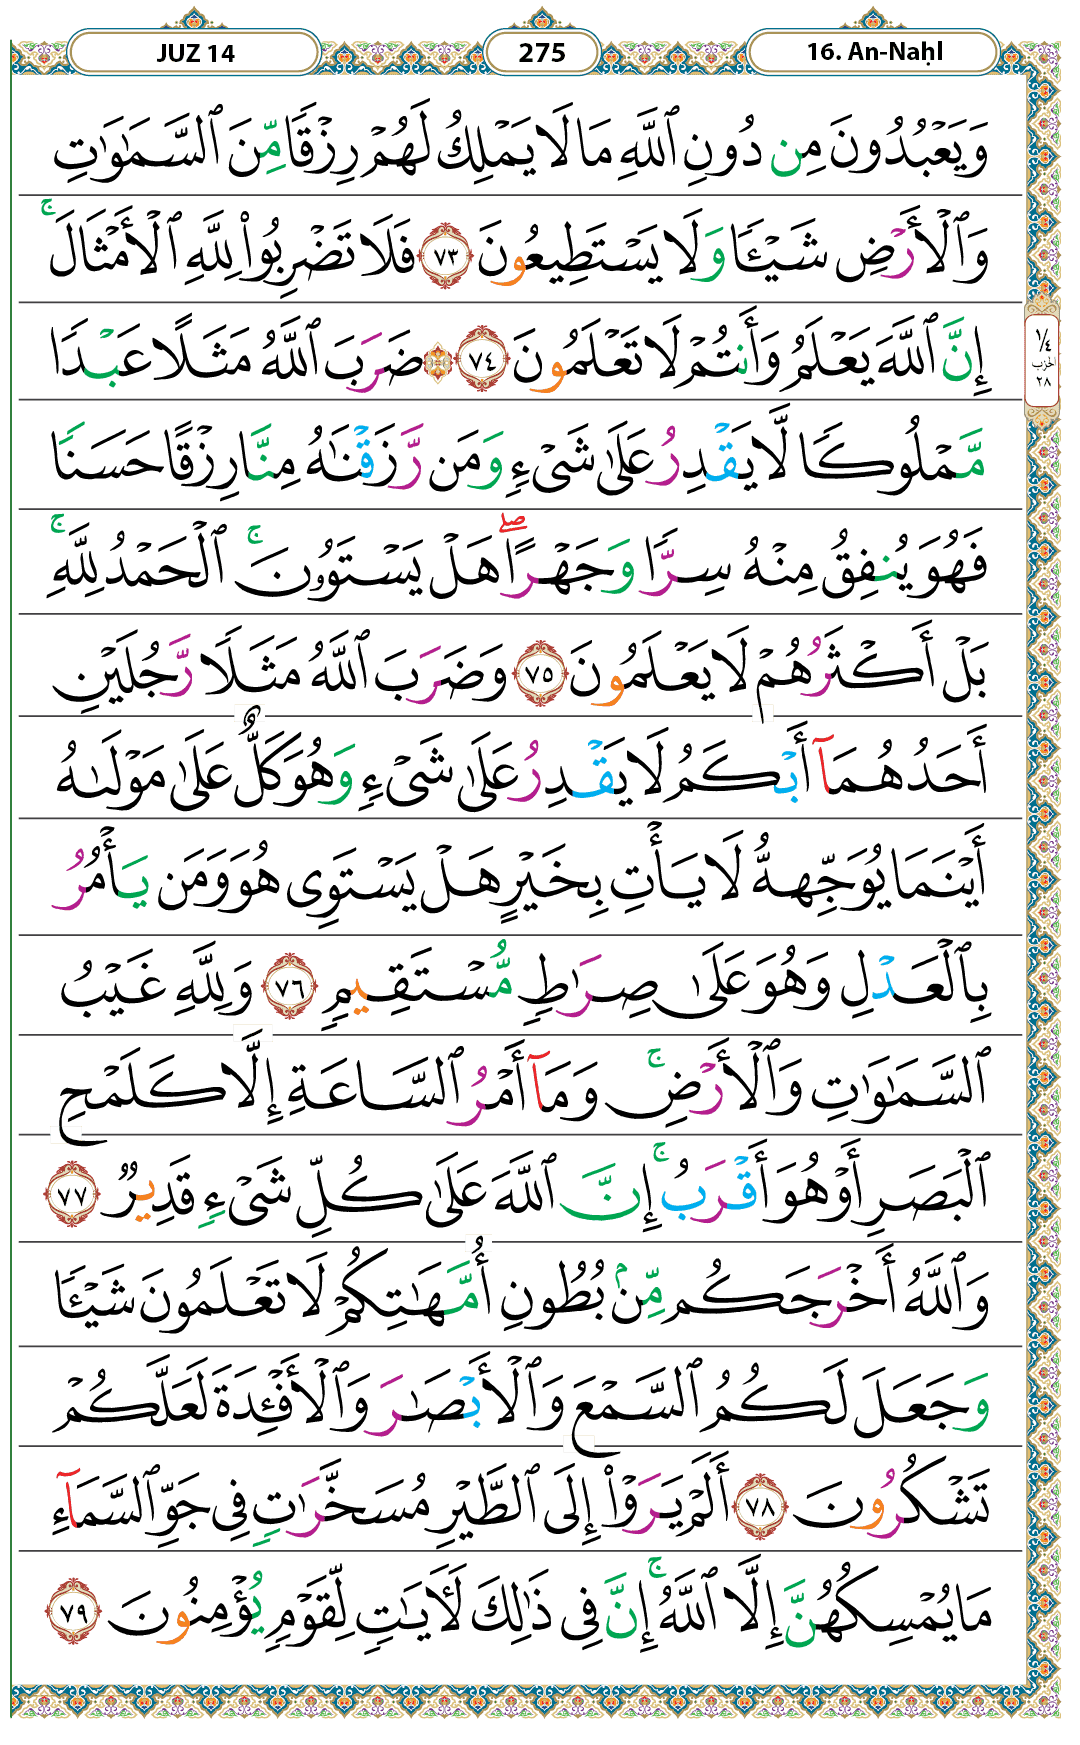 JUZ 14
275
16. An-Naḥl
وَيَعْبُدُونَ مِن دُونِ ٱللَّهِ مَا لَا يَمْلِكُ لَهُمْ رِزْقًا مِّنَ ٱلسَّمَٰوَٰتِ
وَٱلْأَرْضِ شَيْـًٔا وَلَا يَسْتَطِيعُونَ ٧٣ فَلَا تَضْرِبُوا۟ لِلَّهِ ٱلْأَمْثَالَ ۚ
إِنَّ ٱللَّهَ يَعْلَمُ وَأَنتُمْ لَا تَعْلَمُونَ ٧٤ ۞ ضَرَبَ ٱللَّهُ مَثَلًا عَبْدًا
١/٤
الحزب
٢٨
مَّمْلُوكًا لَّا يَقْدِرُ عَلَىٰ شَىْءٍ وَمَن رَّزَقْنَٰهُ مِنَّا رِزْقًا حَسَنًا
فَهُوَ يُنفِقُ مِنْهُ سِرًّا وَجَهْرًا ۖ هَلْ يَسْتَوُۥنَ ۚ ٱلْحَمْدُ لِلَّهِ ۚ
بَلْ أَكْثَرُهُمْ لَا يَعْلَمُونَ ٧٥ وَضَرَبَ ٱللَّهُ مَثَلًا رَّجُلَيْنِ
أَحَدُهُمَآ أَبْكَمُ لَا يَقْدِرُ عَلَىٰ شَىْءٍ وَهُوَ كَلٌّ عَلَىٰ مَوْلَىٰهُ
أَيْنَمَا يُوَجِّههُّ لَا يَأْتِ بِخَيْرٍ هَلْ يَسْتَوِى هُوَ وَمَن يَأْمُرُ
بِٱلْعَدْلِ وَهُوَ عَلَىٰ صِرَٰطٍ مُّسْتَقِيمٍ ٧٦ وَلِلَّهِ غَيْبُ
ٱلسَّمَٰوَٰتِ وَٱلْأَرْضِ ۚ وَمَآ أَمْرُ ٱلسَّاعَةِ إِلَّا كَلَمْحِ
ٱلْبَصَرِ أَوْ هُوَ أَقْرَبُ ۚ إِنَّ ٱللَّهَ عَلَىٰ كُلِّ شَىْءٍ قَدِيرٌ ٧٧
وَٱللَّهُ أَخْرَجَكُم مِّنۢ بُطُونِ أُمَّهَٰتِكُمْ لَا تَعْلَمُونَ شَيْـًٔا
وَجَعَلَ لَكُمُ ٱلسَّمْعَ وَٱلْأَبْصَٰرَ وَٱلْأَفْـِٔدَةَ لَعَلَّكُمْ
تَشْكُرُونَ ٧٨ أَلَمْ يَرَوْا۟ إِلَى ٱلطَّيْرِ مُسَخَّرَٰتٍ فِى جَوِّ ٱلسَّمَآءِ
مَا يُمْسِكُهُنَّ إِلَّا ٱللَّهُ ۚ إِنَّ فِى ذَٰلِكَ لَـَٔايَٰتٍ لِّقَوْمٍ يُؤْمِنُونَ ٧٩